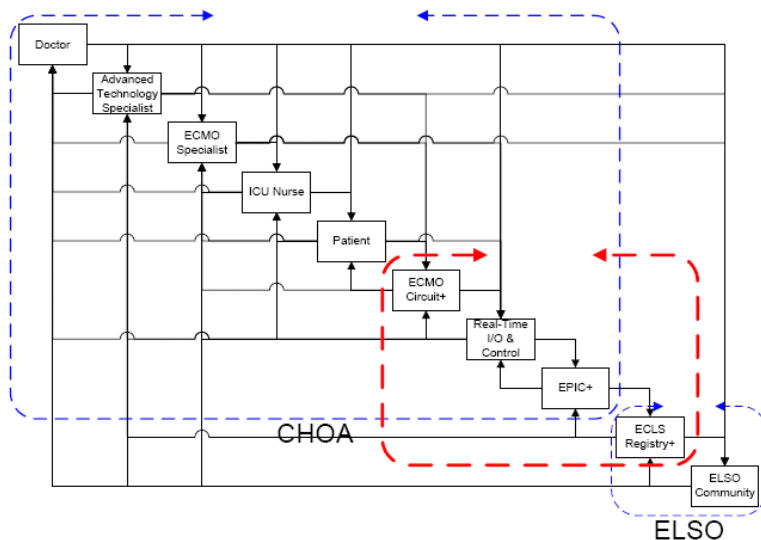 Doctor
Advanced
Technology
Specialist
ECMO
Specialist
ICU Nurse
Patient
ECMO
Circuit+
Real-Time
I/O &
Control
EPIC+
CHOA
ECLS
Registry+
ELSO
Community
ELSO